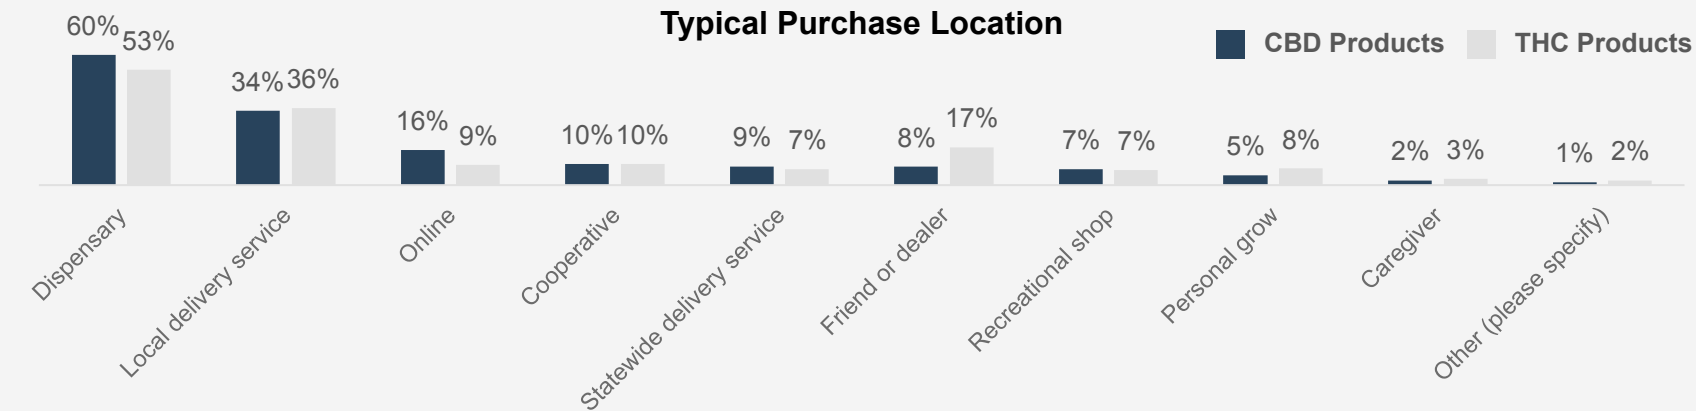 Typical Purchase Location
CBD Products
THC Products
60%
53%
34%
36%
16%
9%
10%
10%
9%
7%
8%
17%
7%
7%
5%
8%
2%
3%
1%
2%
Dispensary
Local delivery service
Online
Cooperative
Statewide delivery service
Friend or dealer
Recreational shop
Personal grow
Caregiver
Other (please specify)